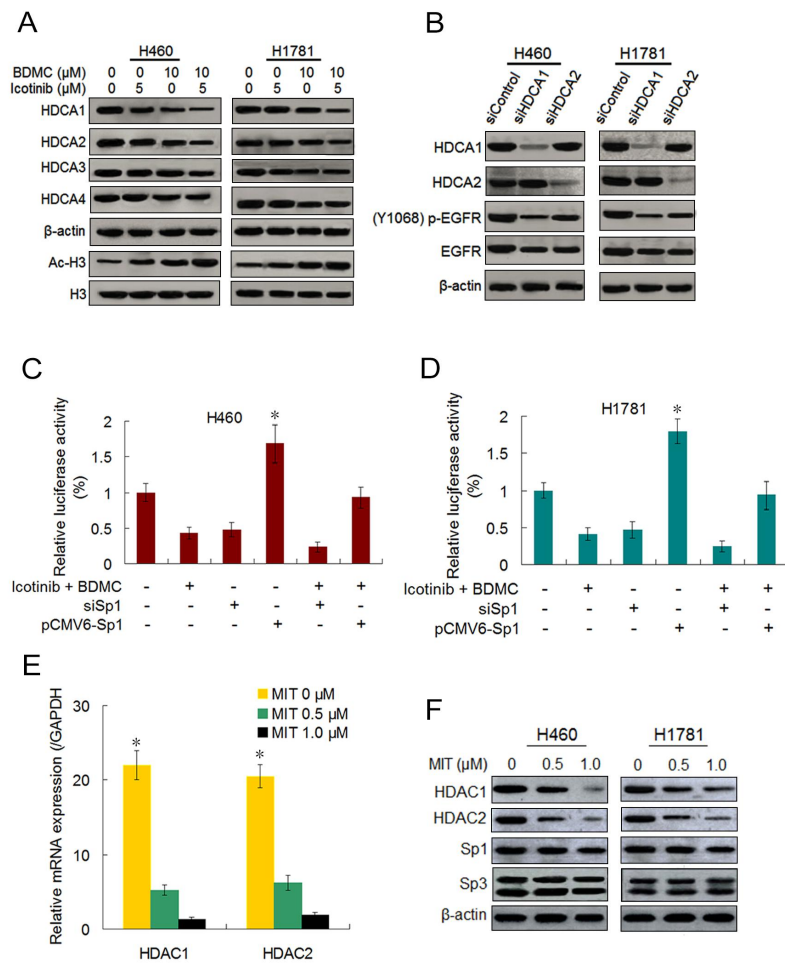 A
H460
H1781
BDMC (µM) 0 0 10 10 0 0 10 10
Icotinib (µM) 0 5 0 5 0 5 0 5
HDCA1
HDCA2
HDCA3
HDCA4
β-actin
Ac-H3
H3
B
H460
H1781
siControl siHDCA1 siHDCA2 siControl siHDCA1 siHDCA2
HDCA1
HDCA2
(Y1068) p-EGFR
EGFR
β-actin
C
H460
Relative luciferase activity
(%)
2
1.5
1
0.5
0
*
Icotinib + BDMC - + - - + +
siSp1 - - + - + -
pCMV6-Sp1 - - - + - +
D
H1781
Relative luciferase activity
(%)
2
1.5
1
0.5
0
*
Icotinib + BDMC - + - - + +
siSp1 - - + - + -
pCMV6-Sp1 - - - + - +
E
Relative mRNA expression (/GAPDH
30
20
10
0
MIT 0 µM
MIT 0.5 µM
MIT 1.0 µM
* *
HDAC1 HDAC2
F
H460 H1781
MIT (µM) 0 0.5 1.0 0 0.5 1.0
HDAC1
HDAC2
Sp1
Sp3
β-actin